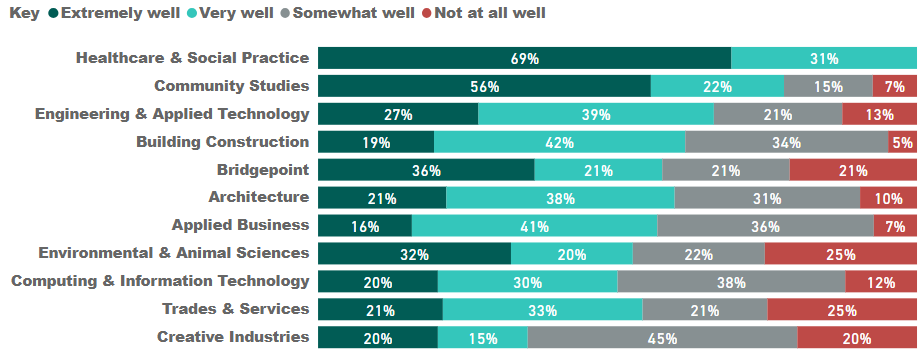 Key Extremely well Very well Somewhat well Not at all well
Healthcare & Social Practice 69% 31%
Community Studies 56% 22% 15% 7%
Engineering & Applied Technology 27% 39% 21% 13%
Building Construction 19% 42% 34% 5%
Bridgepoint 36% 21% 21% 21%
Architecture 21% 38% 31% 10%
Applied Business 16% 41% 36% 7%
Environmental & Animal Sciences 32% 20% 22% 25%
Computing & Information Technology 20% 30% 38% 12%
Trades & Services 21% 33% 21% 25%
Creative Industries 20% 15% 45% 20%